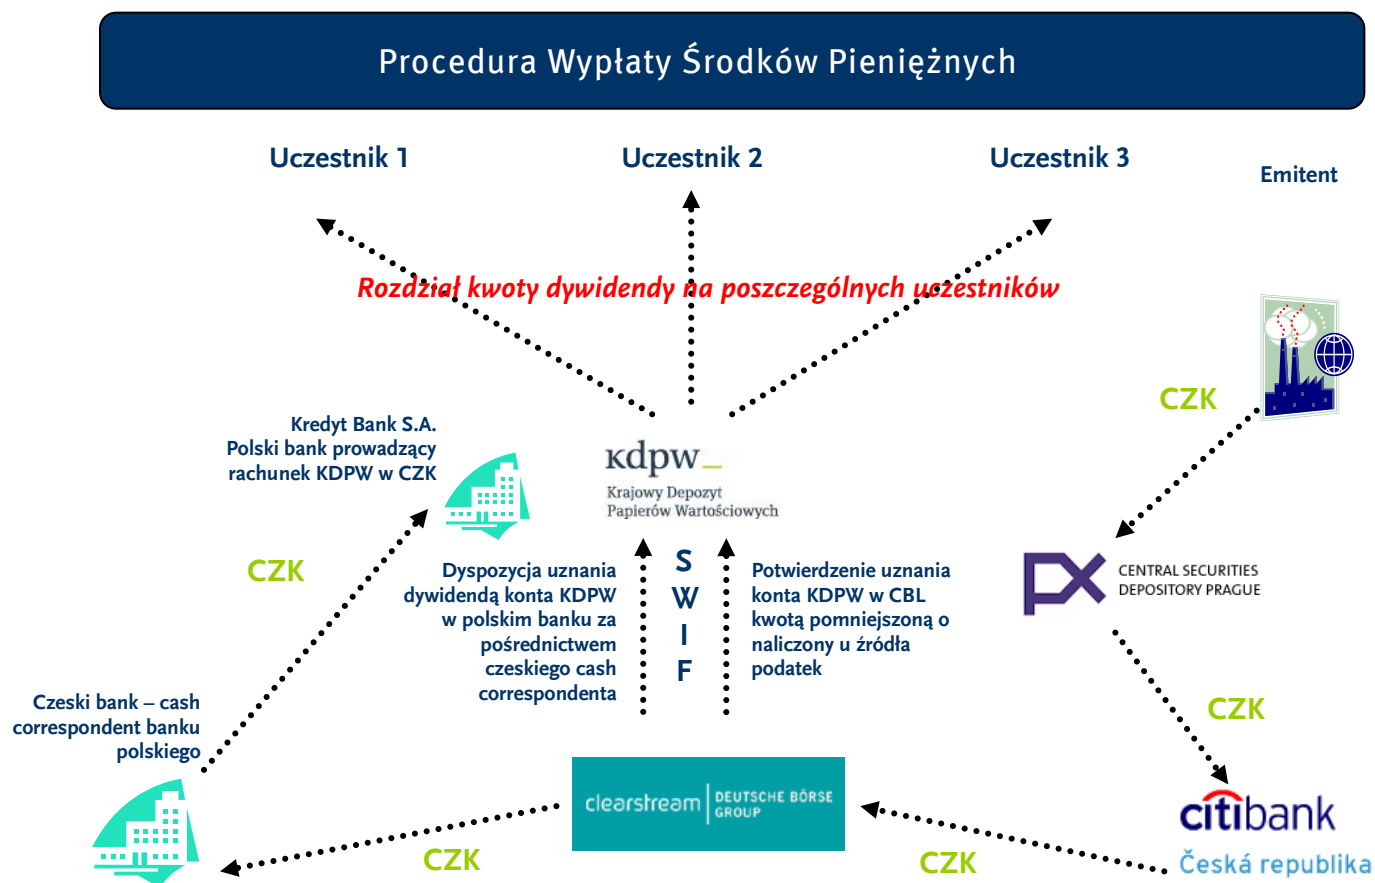 Procedura Wypłaty Środków Pieniężnych
Uczestnik 1
Uczestnik 2
Uczestnik 3
Emitent
Rozdział kwoty dywidendy na poszczególnych uczestników
CZK
Kredyt Bank S.A.
Polski bank prowadzący
rachunek KDPW w CZK
kdpw_
Krajowy Depozyt
Papierów Wartościowych
CZK
Dyspozycja uznania
dywidendą konta KDPW
w polskim banku za
pośrednictwem
czeskiego cash
correspondenta
S
W
I
F
Potwierdzenie uznania
konta KDPW w CBL
kwotą pomniejszoną o
naliczony u źródła
podatek
px
CENTRAL SECURITIES
DEPOSITORY PRAGUE
CZK
Czeski bank – cash
correspondent banku
polskiego
clearstream
DEUTSCHE BÖRSE
GROUP
citibank
Česká republika
CZK
CZK